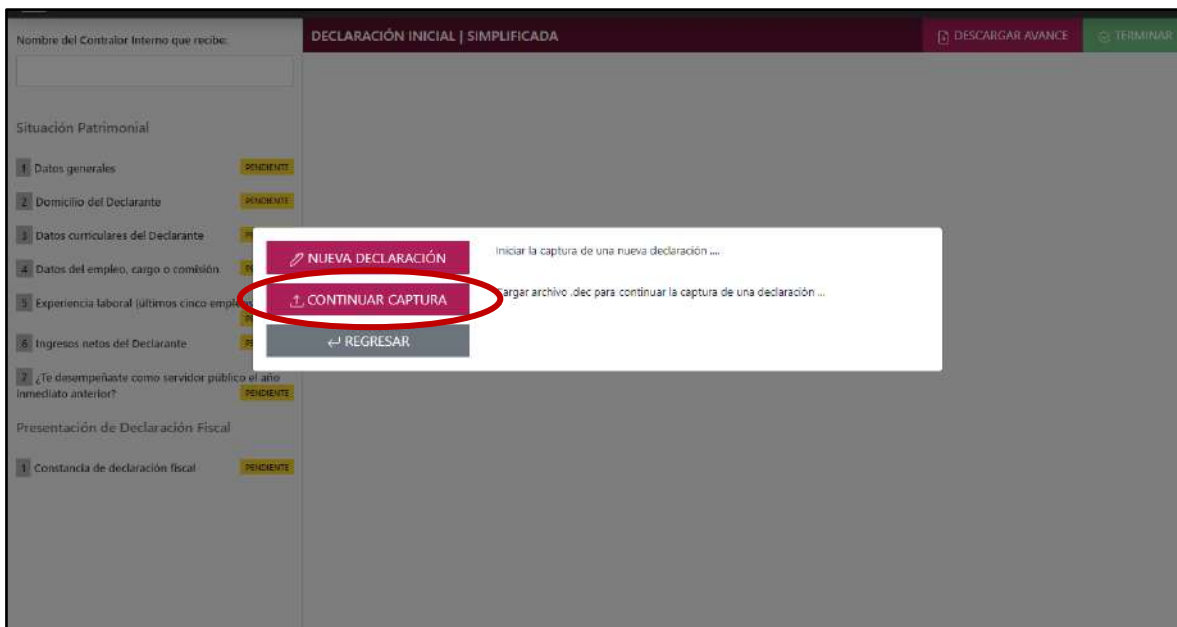 Nombre del Contralor Interno que recibe:
DECLARACIÓN INICIAL | SIMPLIFICADA
DESCARGAR AVANCE
TERMINAR
Situación Patrimonial
1 Datos generales PENDIENTE
2 Domicilio del Declarante PENDIENTE
3 Datos curriculares del Declarante
4 Datos del empleo, cargo o comisión
5 Experiencia laboral (últimos cinco empleos
6 Ingresos netos del Declarante
7 ¿Te desempeñaste como servidor público el año
inmediato anterior? PENDIENTE
Presentación de Declaración Fiscal
1 Constancia de declaración fiscal PENDIENTE
NUEVA DECLARACIÓN
Iniciar la captura de una nueva declaración ....
CONTINUAR CAPTURA
Cargar archivo .dec para continuar la captura de una declaración ...
REGRESAR